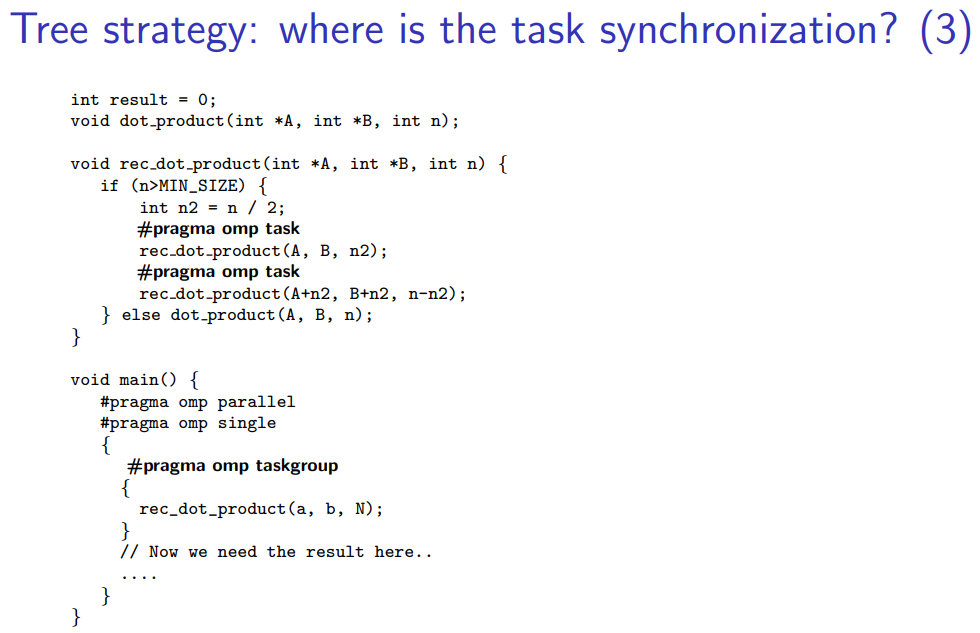 Tree strategy: where is the task synchronization? (3)
int result = 0;
void dot_product(int *A, int *B, int n);
void rec_dot_product(int *A, int *B, int n) {
if (n>MIN_SIZE) {
int n2 = n / 2;
#pragma omp task
rec_dot_product(A, B, n2);
#pragma omp task
rec_dot_product(A+n2, B+n2, n-n2);
} else dot_product(A, B, n);
}
void main() {
#pragma omp parallel
#pragma omp single
{
#pragma omp taskgroup
{
rec_dot_product(a, b, N);
}
// Now we need the result here..
....
}
}